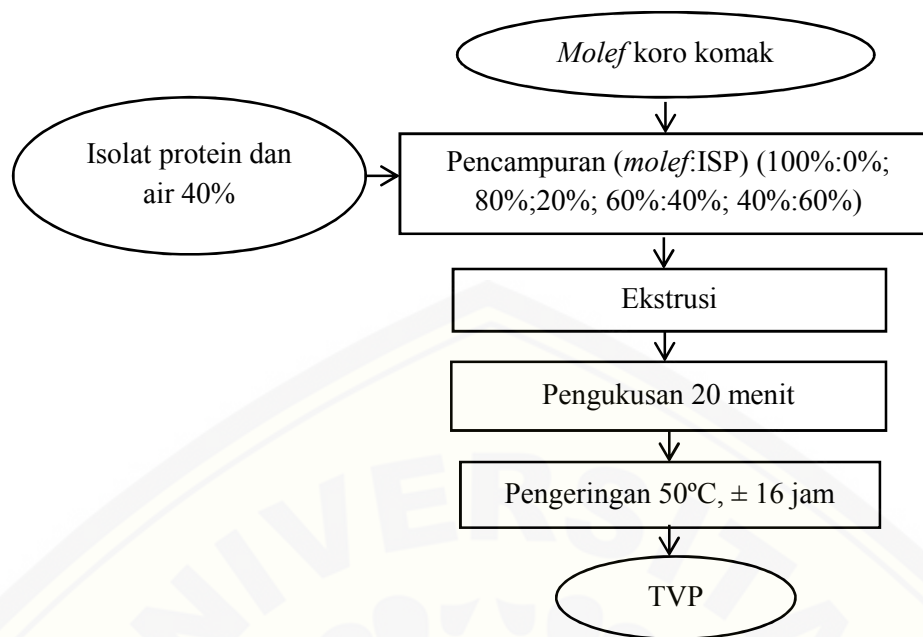 Molef koro komak
Isolat protein dan
air 40%
Pencampuran (molef:ISP) (100%:0%;
80%;20%; 60%:40%; 40%:60%)
Ekstrusi
Pengukusan 20 menit
Pengeringan 50ºC, ± 16 jam
TVP
UNIVERSITA